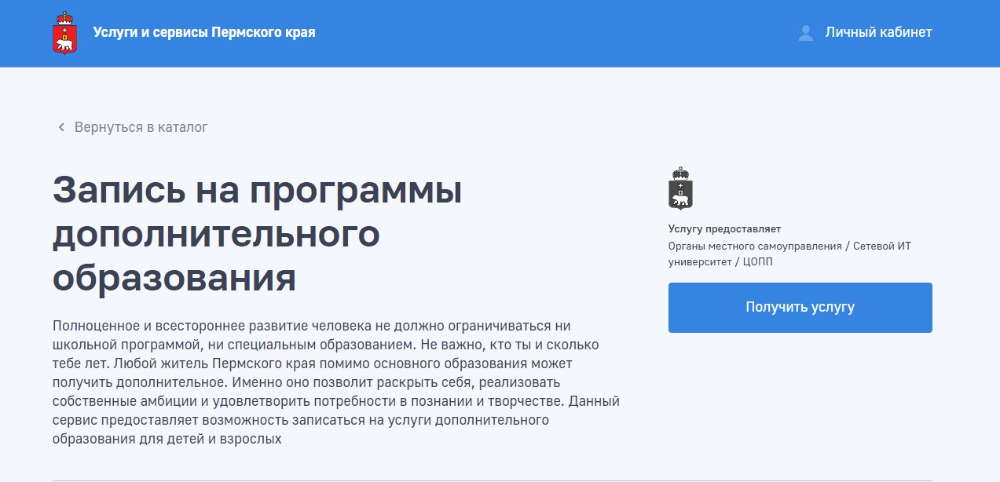 Услуги и сервисы Пермского края
Личный кабинет
Вернуться в каталог
Запись на программы
дополнительного
образования
Полноценное и всестороннее развитие человека не должно ограничиваться ни
школьной программой, ни специальным образованием. Не важно, кто ты и сколько
тебе лет. Любой житель Пермского края помимо основного образования может
получить дополнительное. Именно оно позволит раскрыть себя, реализовать
собственные амбиции и удовлетворить потребности в познании и творчестве. Данный
сервис предоставляет возможность записаться на услуги дополнительного
образования для детей и взрослых
Услугу предоставляет
Органы местного самоуправления / Сетевой ИТ
университет / ЦОПП
Получить услугу